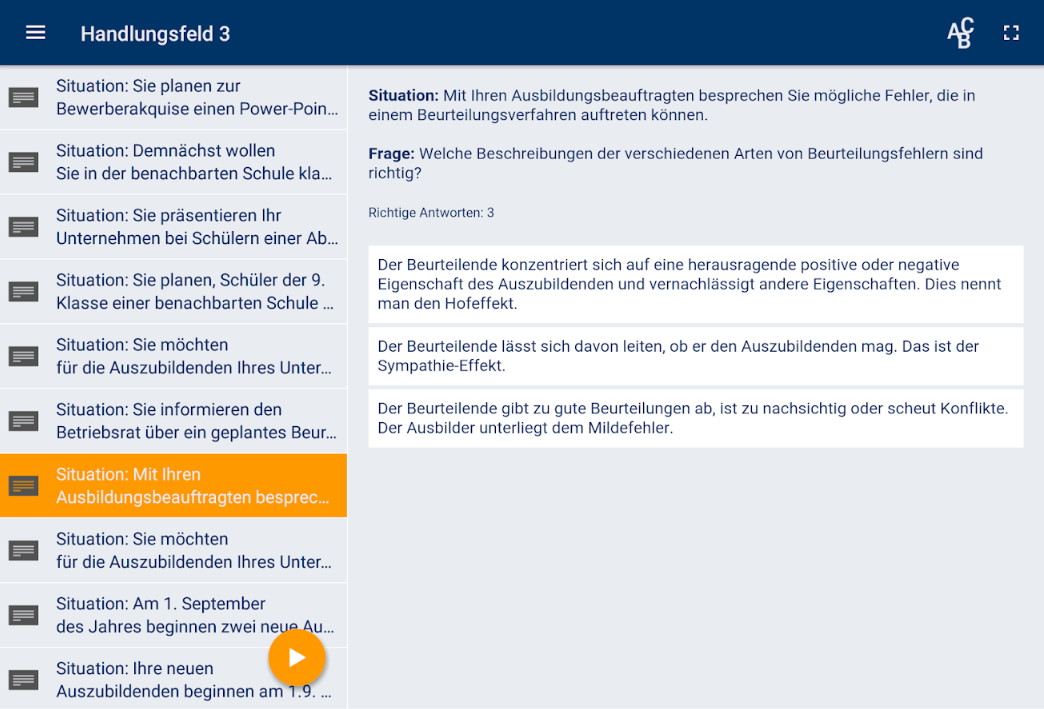 Handlungsfeld 3
A
C
B
Situation: Sie planen zur
Bewerberakquise einen Power-Poin...
Situation: Demnächst wollen
Sie in der benachbarten Schule kla...
Situation: Sie präsentieren Ihr
Unternehmen bei Schülern einer Ab...
Situation: Sie planen, Schüler der 9.
Klasse einer benachbarten Schule ...
Situation: Sie möchten
für die Auszubildenden Ihres Unter...
Situation: Sie informieren den
Betriebsrat über ein geplantes Beur...
Situation: Mit Ihren
Ausbildungsbeauftragten besprec...
Situation: Sie möchten
für die Auszubildenden Ihres Unter...
Situation: Am 1. September
des Jahres beginnen zwei neue Au...
Situation: Ihre neuen
Auszubildenden beginnen am 1.9. ...
Situation: Mit Ihren Ausbildungsbeauftragten besprechen Sie mögliche Fehler, die in
einem Beurteilungsverfahren auftreten können.
Frage: Welche Beschreibungen der verschiedenen Arten von Beurteilungsfehlern sind
richtig?
Richtige Antworten: 3
Der Beurteilende konzentriert sich auf eine herausragende positive oder negative
Eigenschaft des Auszubildenden und vernachlässigt andere Eigenschaften. Dies nennt
man den Hofeffekt.
Der Beurteilende lässt sich davon leiten, ob er den Auszubildenden mag. Das ist der
Sympathie-Effekt.
Der Beurteilende gibt zu gute Beurteilungen ab, ist zu nachsichtig oder scheut Konflikte.
Der Ausbilder unterliegt dem Mildefehler.